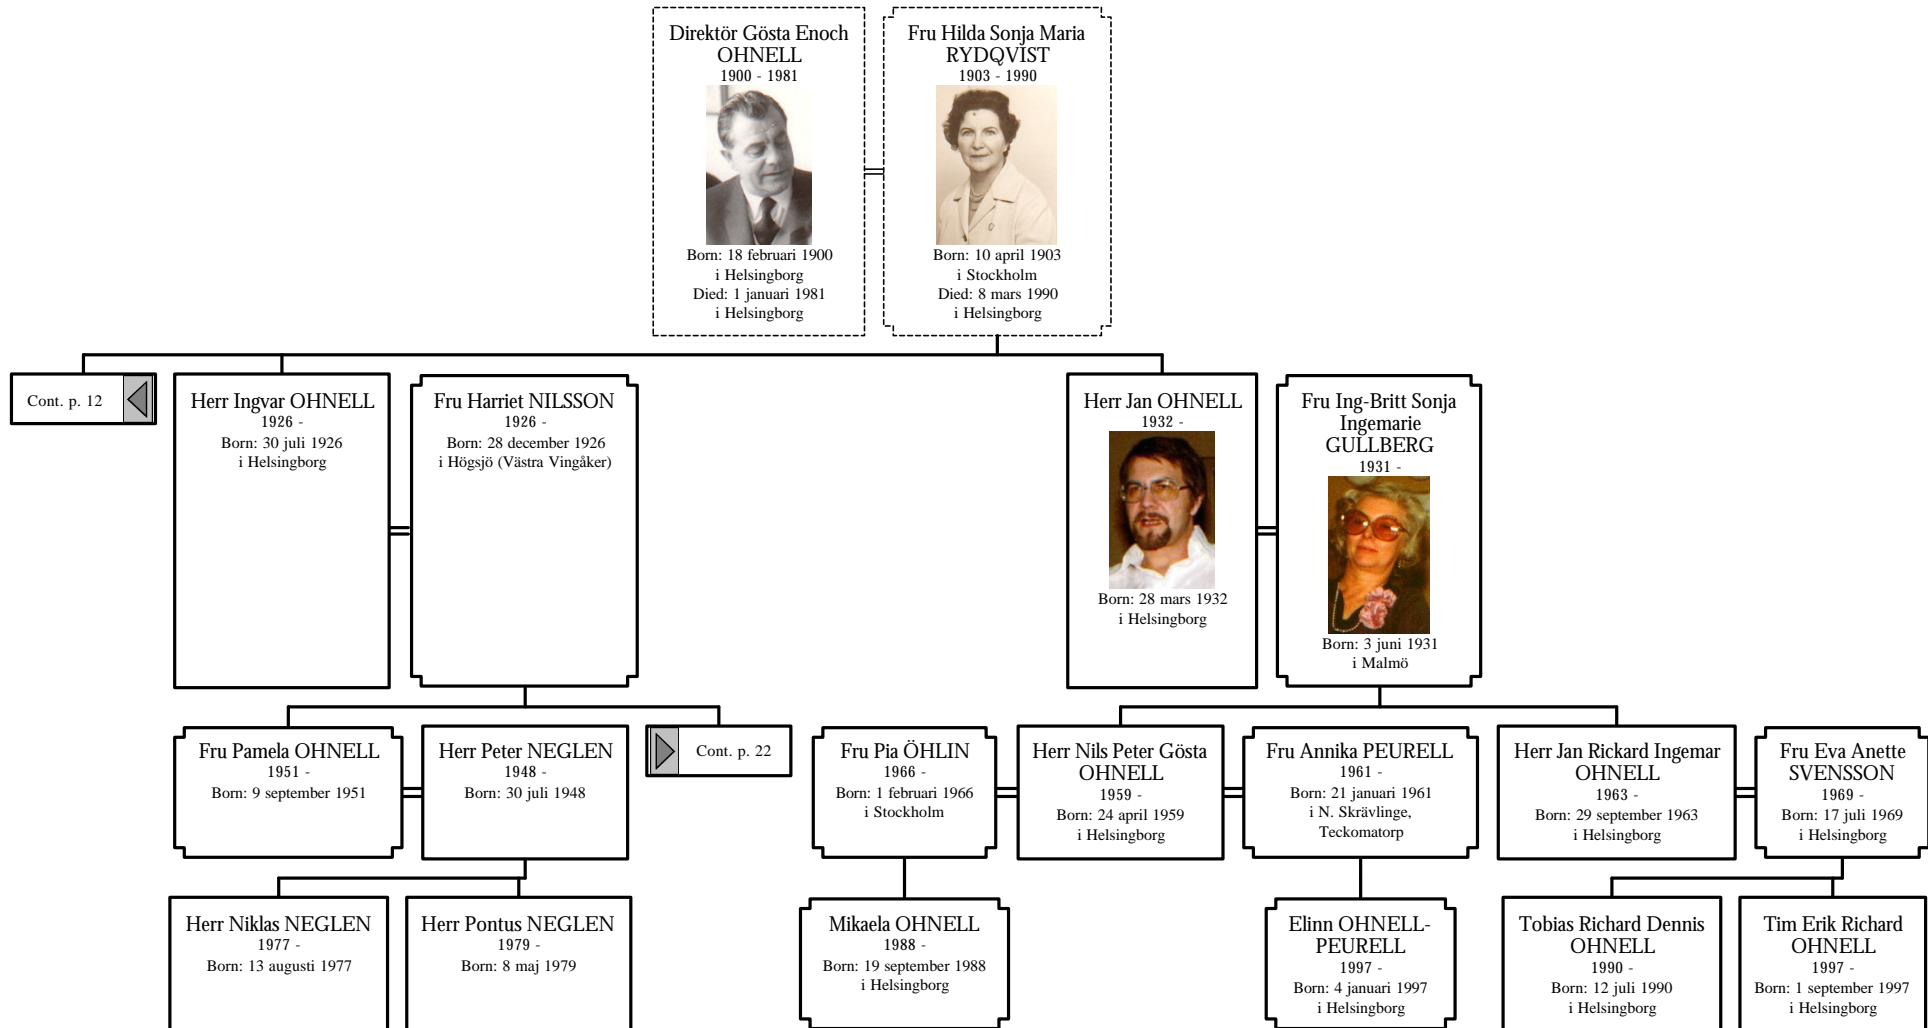 Direktör Gösta Enoch
OHNELL
1900 - 1981
Born: 18 februari 1900
i Helsingborg
Died: 1 januari 1981
i Helsingborg
Fru Hilda Sonja Maria
RYDQVIST
1903 - 1990
Born: 10 april 1903
i Stockholm
Died: 8 mars 1990
i Helsingborg
Cont. p. 12
Herr Ingvar OHNELL
1926 -
Born: 30 juli 1926
i Helsingborg
Fru Harriet NILSSON
1926 -
Born: 28 december 1926
i Högsjö (Västra Vingåker)
Herr Jan OHNELL
1932 -
Born: 28 mars 1932
i Helsingborg
Fru Ing-Britt Sonja
Ingemarie
GULLBERG
1931 -
Born: 3 juni 1931
i Malmö
Fru Pamela OHNELL
1951 -
Born: 9 september 1951
Herr Peter NEGLEN
1948 -
Born: 30 juli 1948
Cont. p. 22
Fru Pia ÖHLIN
1966 -
Born: 1 februari 1966
i Stockholm
Herr Nils Peter Gösta
OHNELL
1959 -
Born: 24 april 1959
i Helsingborg
Fru Annika PEURELL
1961 -
Born: 21 januari 1961
i N. Skrävlinge,
Teckomatorp
Herr Jan Rickard Ingemar
OHNELL
1963 -
Born: 29 september 1963
i Helsingborg
Fru Eva Anette
SVENSSON
1969 -
Born: 17 juli 1969
i Helsingborg
Herr Niklas NEGLEN
1977 -
Born: 13 augusti 1977
Herr Pontus NEGLEN
1979 -
Born: 8 maj 1979
Mikaela OHNELL
1988 -
Born: 19 september 1988
i Helsingborg
Elinn OHNELL-
PEURELL
1997 -
Born: 4 januari 1997
i Helsingborg
Tobias Richard Dennis
OHNELL
1990 -
Born: 12 juli 1990
i Helsingborg
Tim Erik Richard
OHNELL
1997 -
Born: 1 september 1997
i Helsingborg